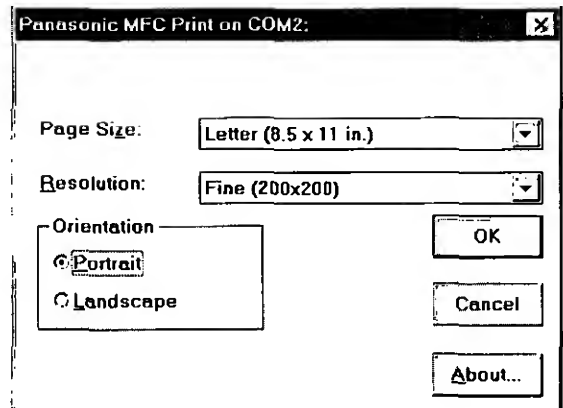 Panasonic MFC Print on COM2:
Page Size:
Letter (8.5 x 11 in.)
Resolution:
Fine (200x200)
Orientation
Portrait
Landscape
OK
Cancel
About...